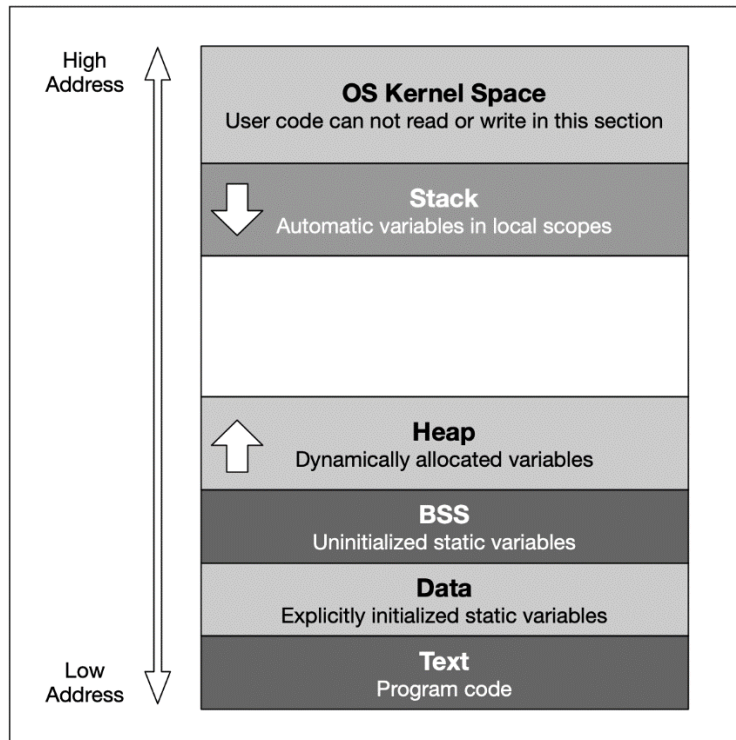 High
Address
OS Kernel Space
User code can not read or write in this section
Stack
Automatic variables in local scopes
Heap
Dynamically allocated variables
BSS
Uninitialized static variables
Data
Explicitly initialized static variables
Low
Address
Text
Program code